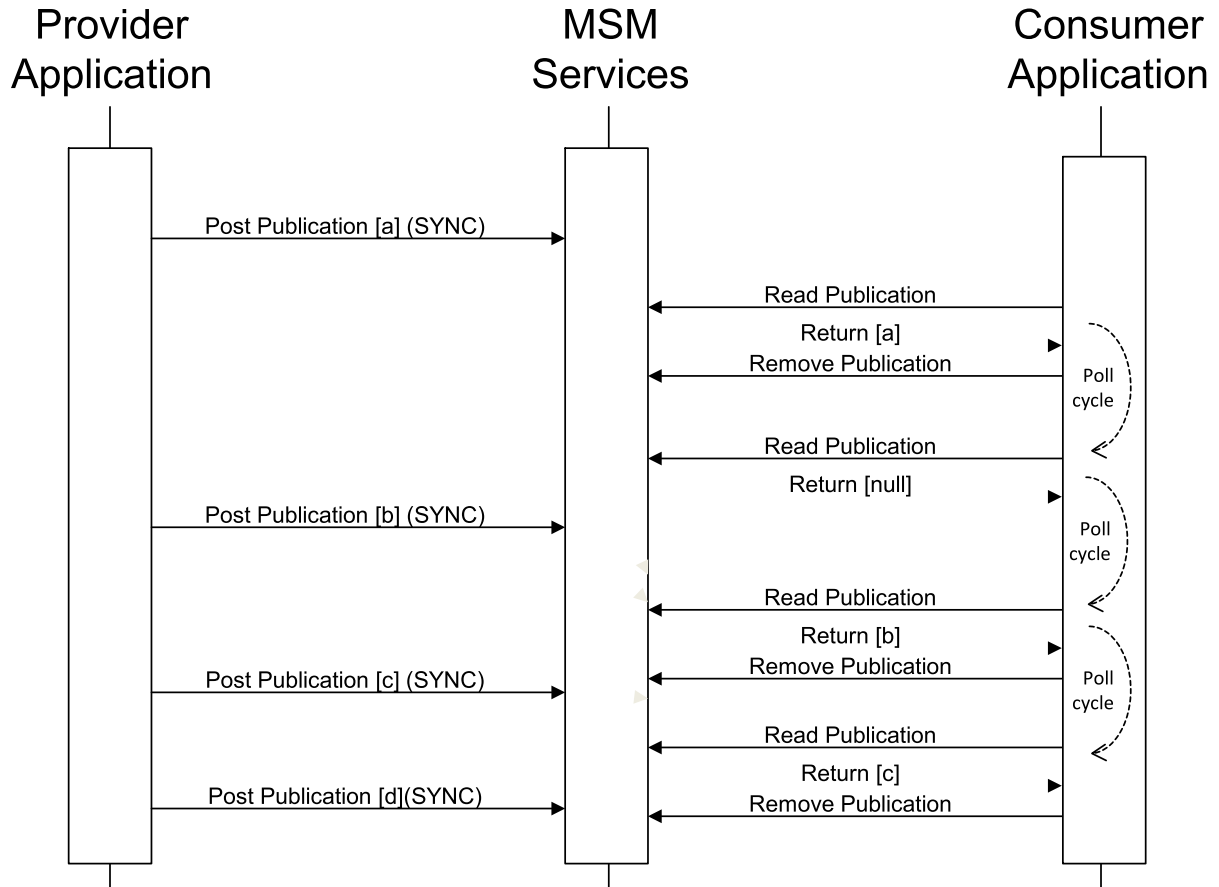 Provider
Application
MSM
Services
Consumer
Application
Post Publication [a] (SYNC)
Read Publication
Return [a]
Remove Publication
Poll
cycle
Read Publication
Return [null]
Post Publication [b] (SYNC)
Poll
cycle
Read Publication
Return [b]
Remove Publication
Post Publication [c] (SYNC)
Poll
cycle
Read Publication
Return [c]
Post Publication [d](SYNC)
Remove Publication